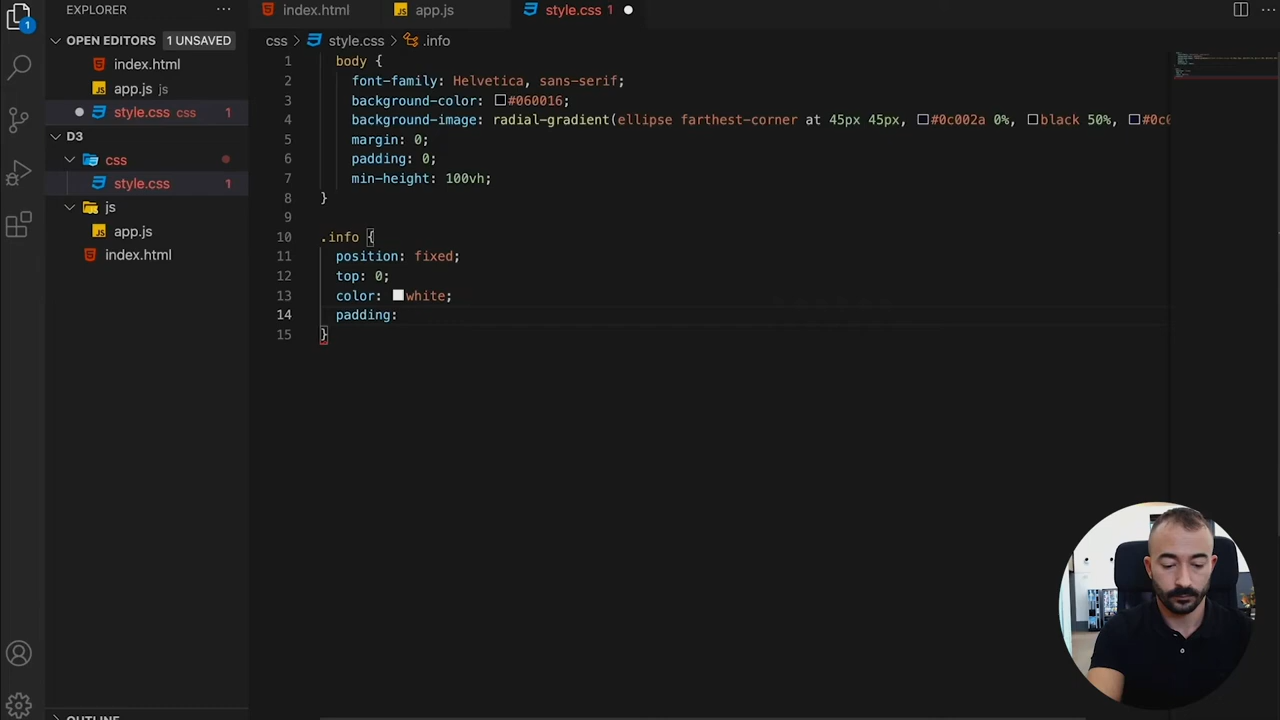 EXPLORER
···
index.html
app.js
style.css 1
···
1
OPEN EDITORS
1 UNSAVED
index.html
app.js js
style.css css 1
D3
css
style.css 1
js
app.js
index.html
css > style.css > .info
1 body {
2 font-family: Helvetica, sans-serif;
3 background-color: #060016;
4 background-image: radial-gradient(ellipse farthest-corner at 45px 45px, #0c002a 0%, black 50%, #0c0
5 margin: 0;
6 padding: 0;
7 min-height: 100vh;
8 }
9
10 .info {
11 position: fixed;
12 top: 0;
13 color: white;
14 padding:
15 }
OUTLINE